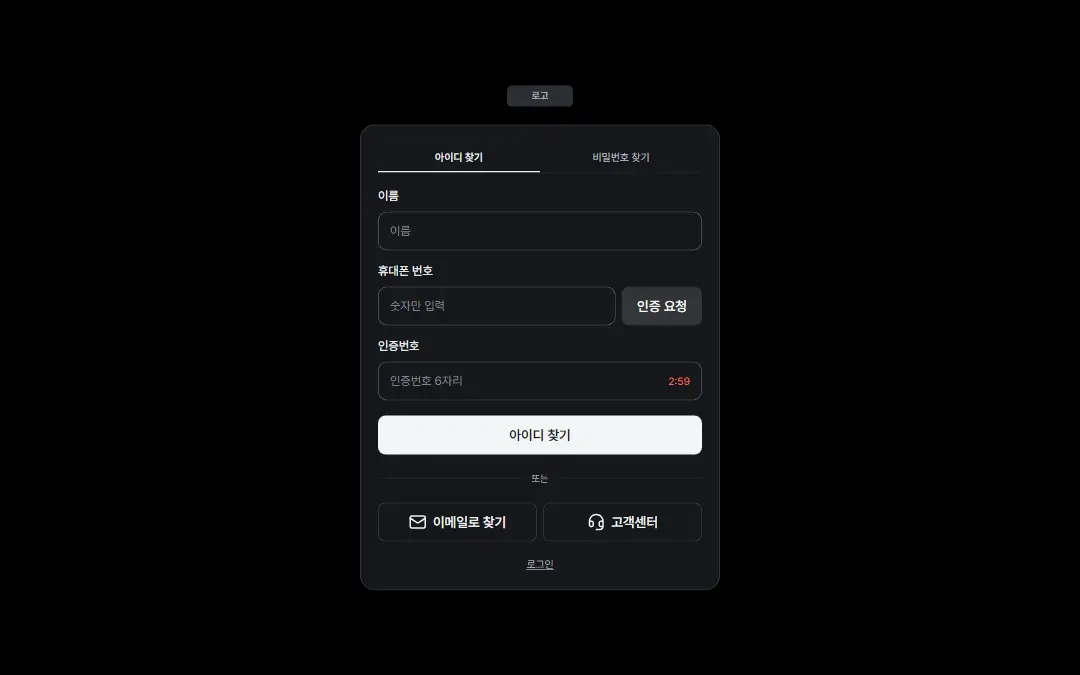 로고
아이디 찾기
비밀번호 찾기
이름
이름
휴대폰 번호
숫자만 입력
인증 요청
인증번호
인증번호 6자리
2:59
아이디 찾기
또는
이메일로 찾기
고객센터
로그인